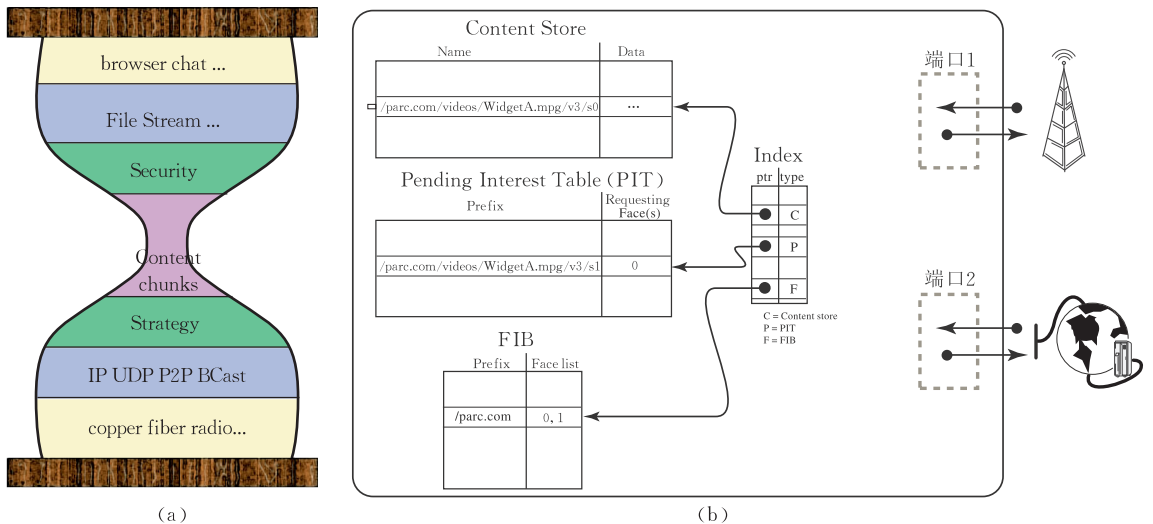 browser chat ...
File Stream ...
Security
Content
chunks
Strategy
IP UDP P2P BCast
copper fiber radio...
(a)
Content Store
Name Data
/parc.com/videos/WidgetA.mpg/v3/s0 ...
Pending Interest Table (PIT)
Prefix Requesting
Face(s)
/parc.com/videos/WidgetA.mpg/v3/s1 0
FIB
Prefix Face list
/parc.com 0, 1
Index
ptr type
C
P
F
C = Content store
P = PIT
F = FIB
端口1
端口2
(b)